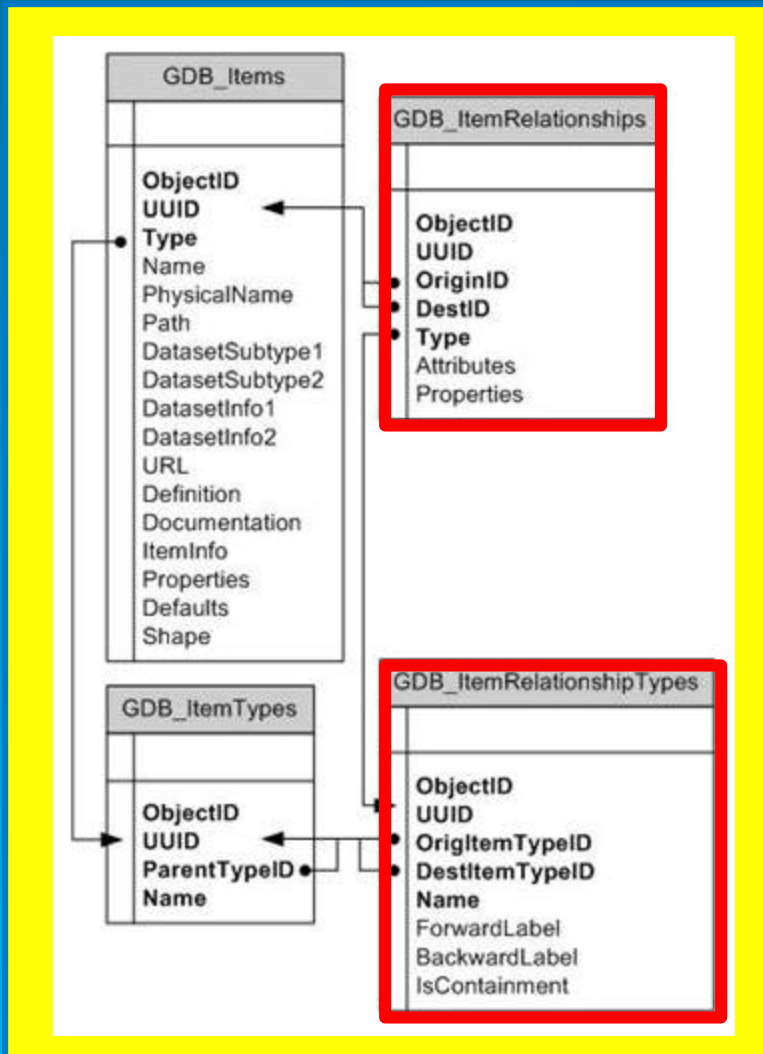 GDB_Items
ObjectID
UUID
Type
Name
PhysicalName
Path
DatasetSubtype1
DatasetSubtype2
DatasetInfo1
DatasetInfo2
URL
Definition
Documentation
ItemInfo
Properties
Defaults
Shape
GDB_ItemRelationships
ObjectID
UUID
OriginID
DestID
Type
Attributes
Properties
GDB_ItemTypes
ObjectID
UUID
ParentTypeID
Name
GDB_ItemRelationshipTypes
ObjectID
UUID
OrigItemTypeID
DestItemTypeID
Name
ForwardLabel
BackwardLabel
IsContainment